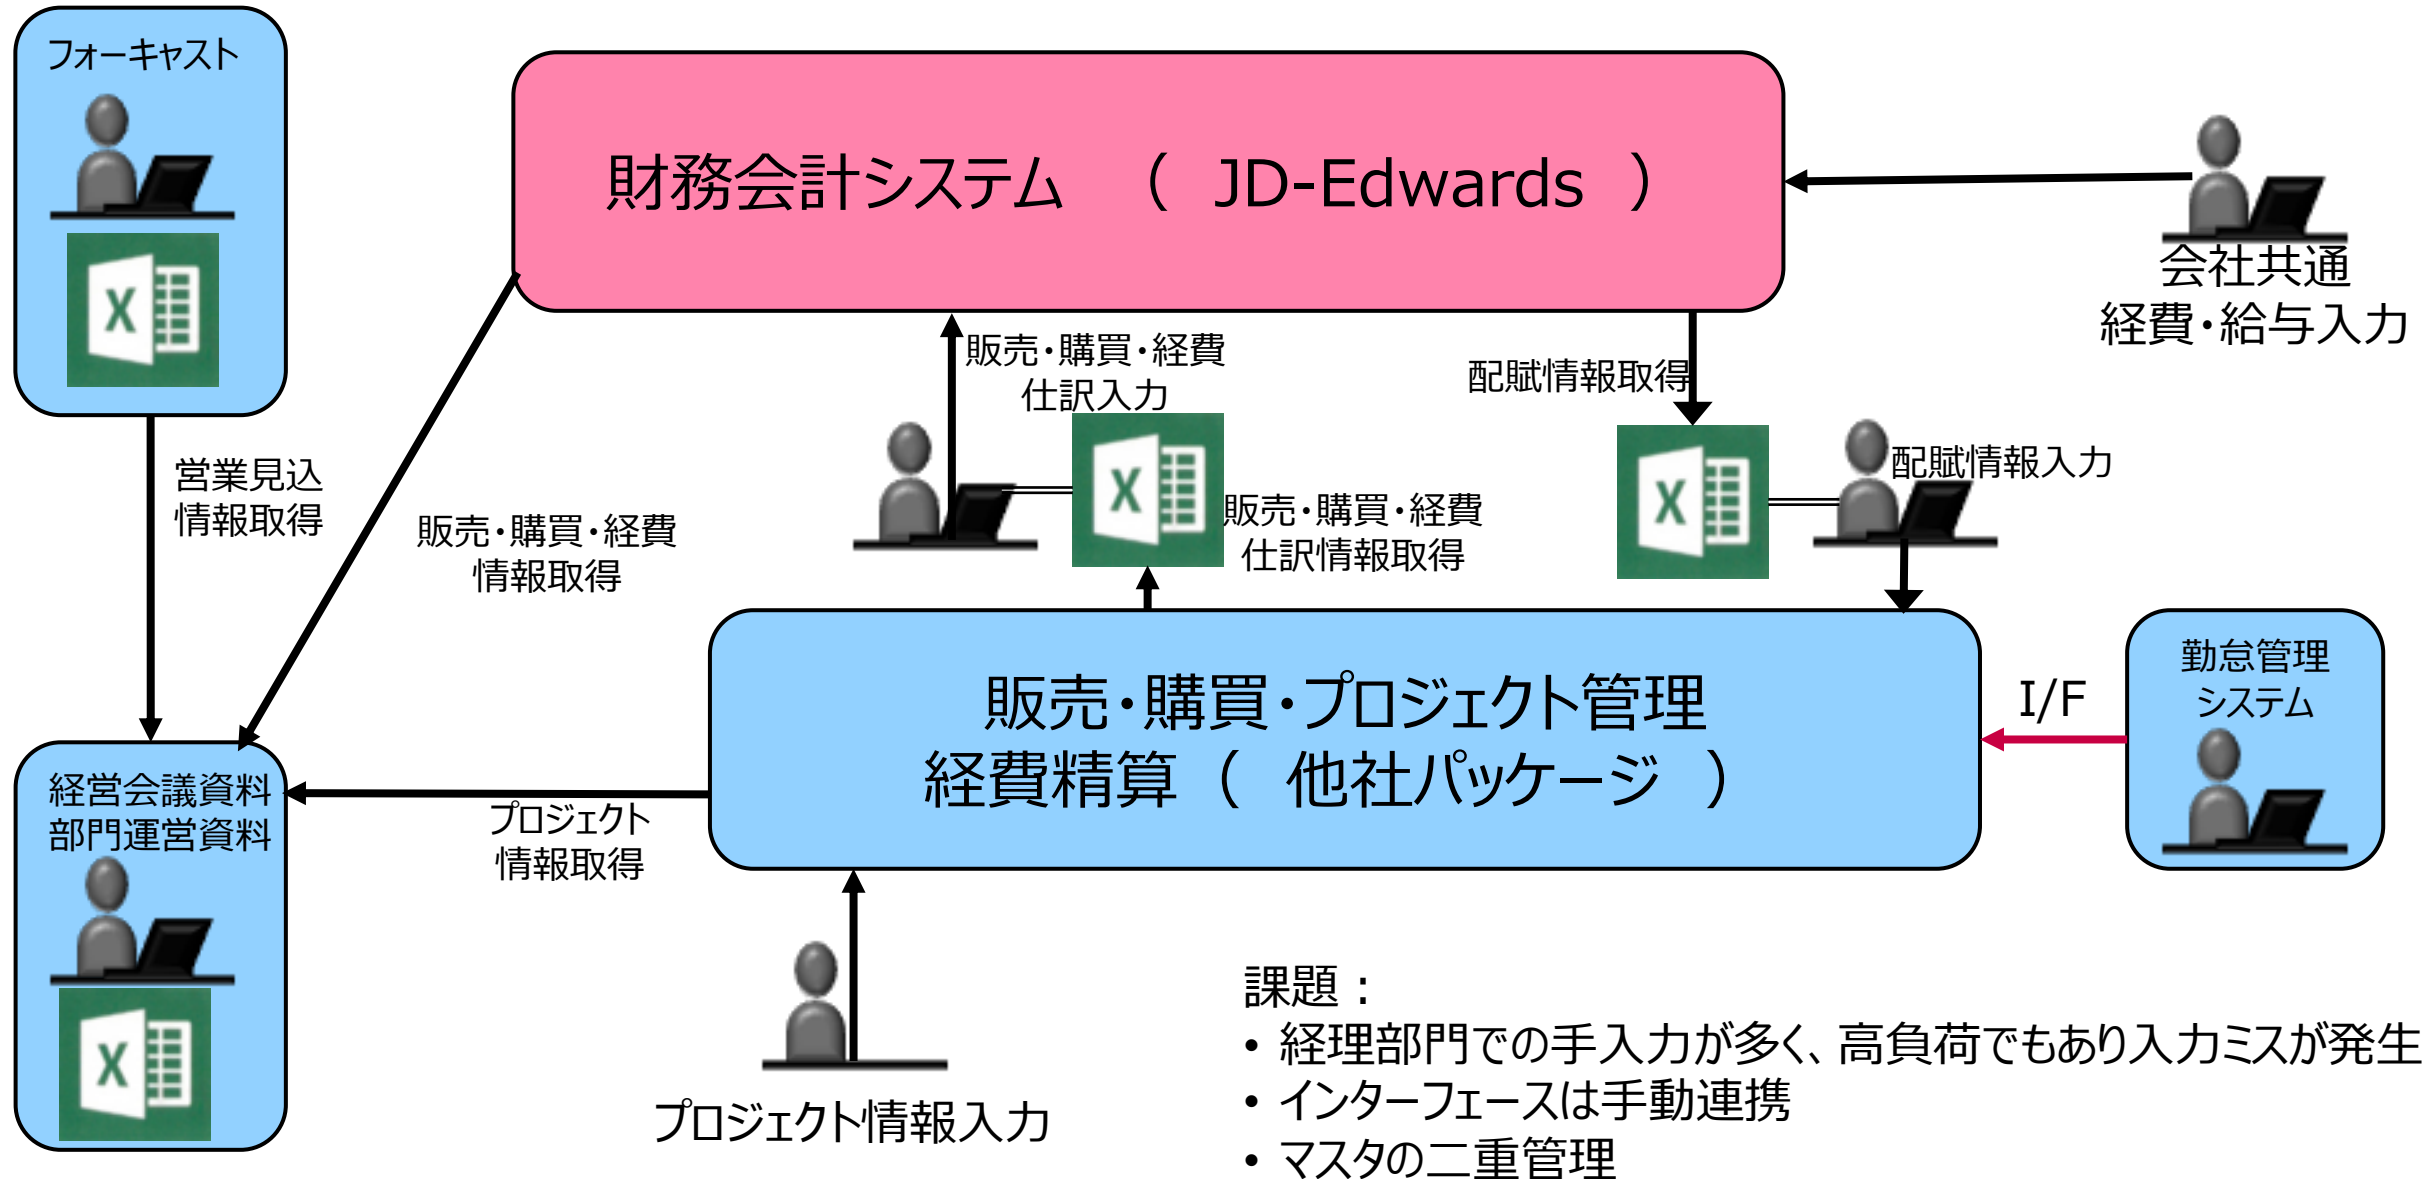 フォーキャスト
財務会計システム （ JD-Edwards ）
会社共通
経費・給与入力
販売・購買・経費
仕訳入力
配賦情報取得
配賦情報入力
営業見込
情報取得
販売・購買・経費
情報取得
販売・購買・経費
仕訳情報取得
販売・購買・プロジェクト管理
経費精算（ 他社パッケージ ）
I/F
勤怠管理
システム
経営会議資料
部門運営資料
プロジェクト
情報取得
プロジェクト情報入力
課題：
• 経理部門での手入力が多く、高負荷でもあり入力ミスが発生
• インターフェースは手動連携
• マスタの二重管理
X
X
X
X